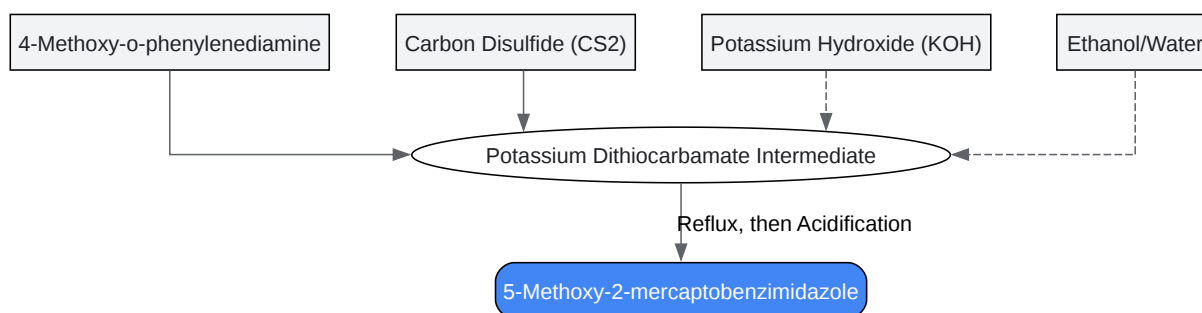 4-Methoxy-o-phenylenediamine
Carbon Disulfide (CS2)
Potassium Hydroxide (KOH)
Ethanol/Water
Potassium Dithiocarbamate Intermediate
Reflux, then Acidification
5-Methoxy-2-mercaptobenzimidazole